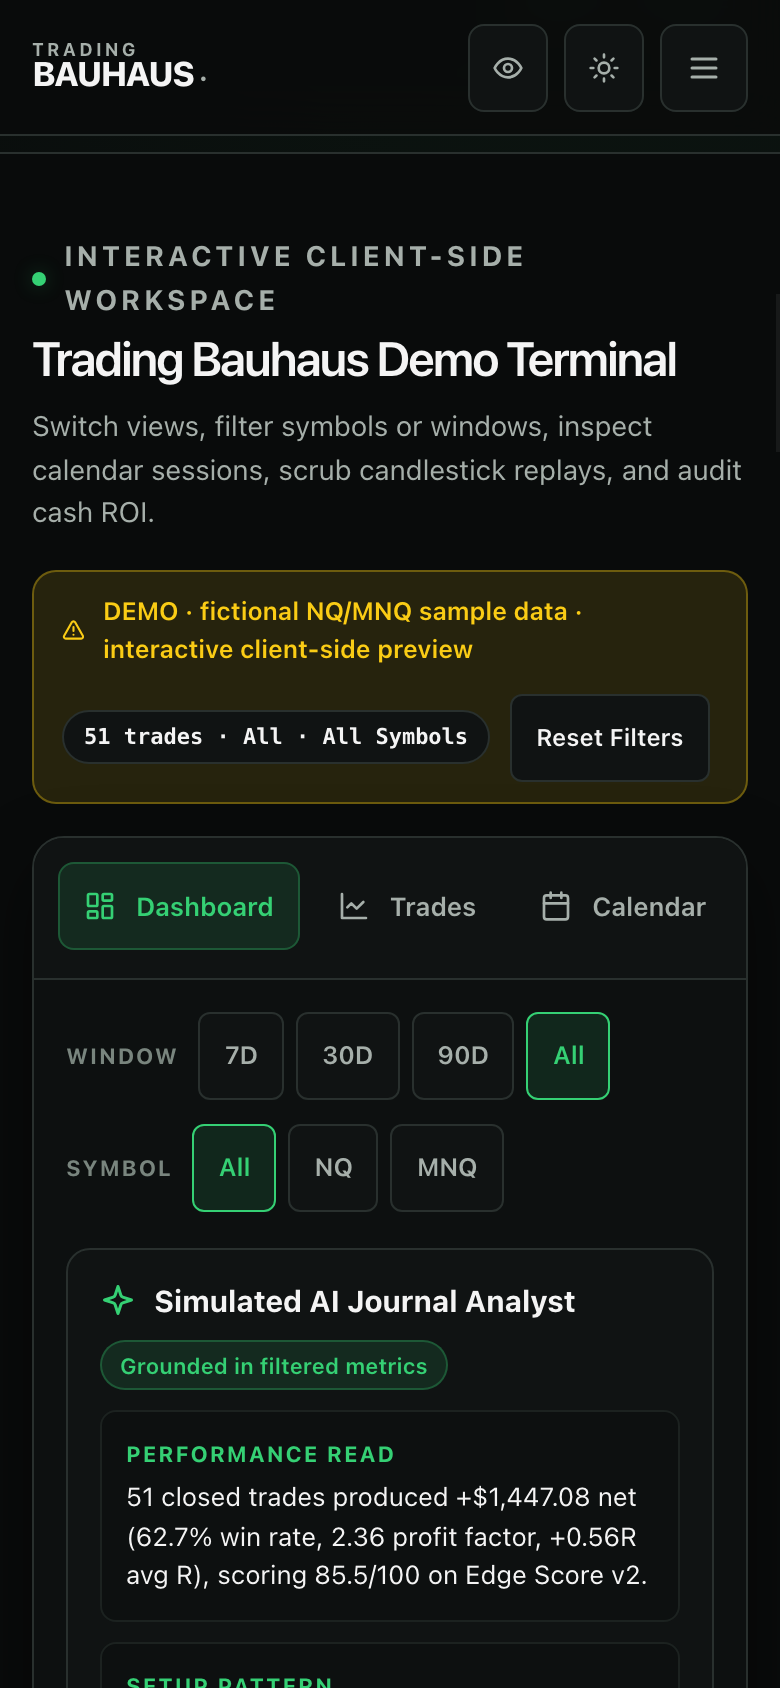 TRADING
BAUHAUS.
INTERACTIVE CLIENT-SIDE
WORKSPACE
Trading Bauhaus Demo Terminal
Switch views, filter symbols or windows, inspect
calendar sessions, scrub candlestick replays, and audit
cash ROI.
DEMO · fictional NQ/MNQ sample data ·
interactive client-side preview
51 trades · All · All Symbols
Reset Filters
Dashboard
Trades
Calendar
WINDOW
7D
30D
90D
All
SYMBOL
All
NQ
MNQ
Simulated AI Journal Analyst
Grounded in filtered metrics
PERFORMANCE READ
51 closed trades produced +$1,447.08 net
(62.7% win rate, 2.36 profit factor, +0.56R
avg R), scoring 85.5/100 on Edge Score v2.
SETUP PATTERN